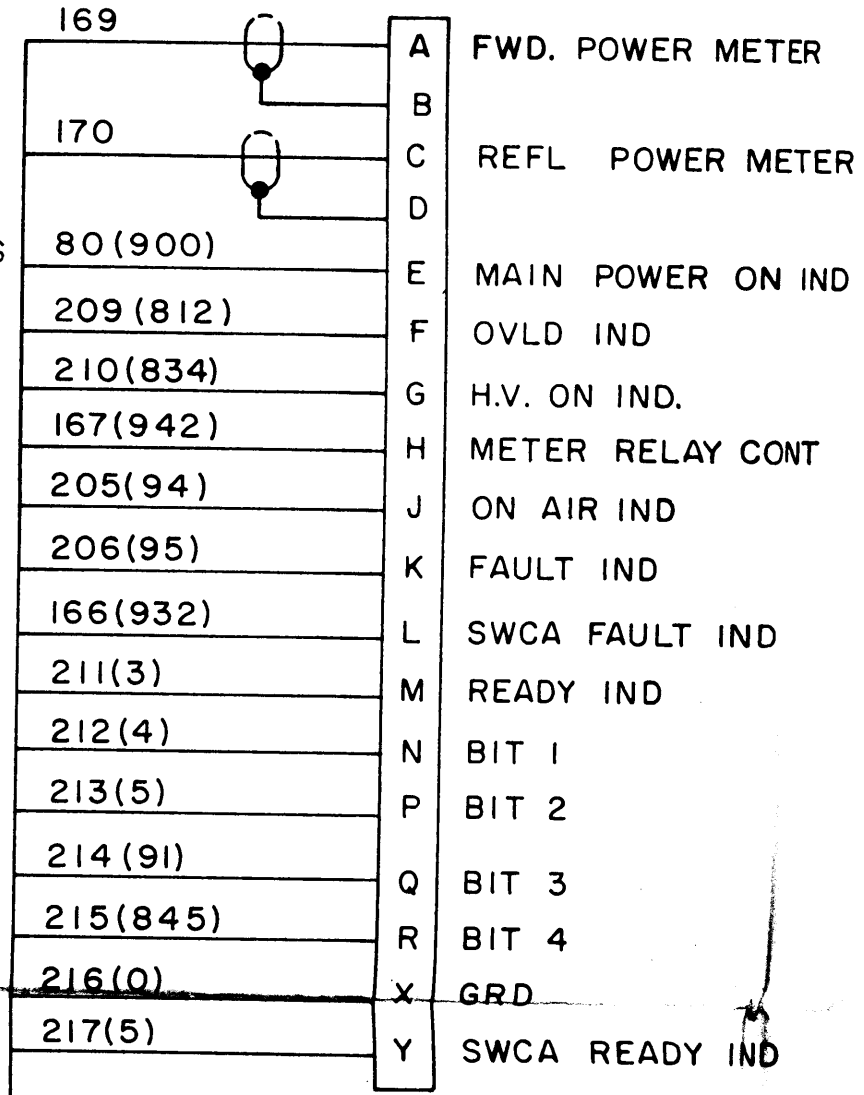 169 A FWD. POWER METER
B
170 C REFL POWER METER
D
80(900) E MAIN POWER ON IND
209(812) F OVLD IND
210(834) G H.V. ON IND.
167(942) H METER RELAY CONT
205(94) J ON AIR IND
206(95) K FAULT IND
166(932) L SWCA FAULT IND
211(3) M READY IND
212(4) N BIT 1
213(5) P BIT 2
214(91) Q BIT 3
215(845) R BIT 4
216(0) X GRD
217(5) Y SWCA READY IND